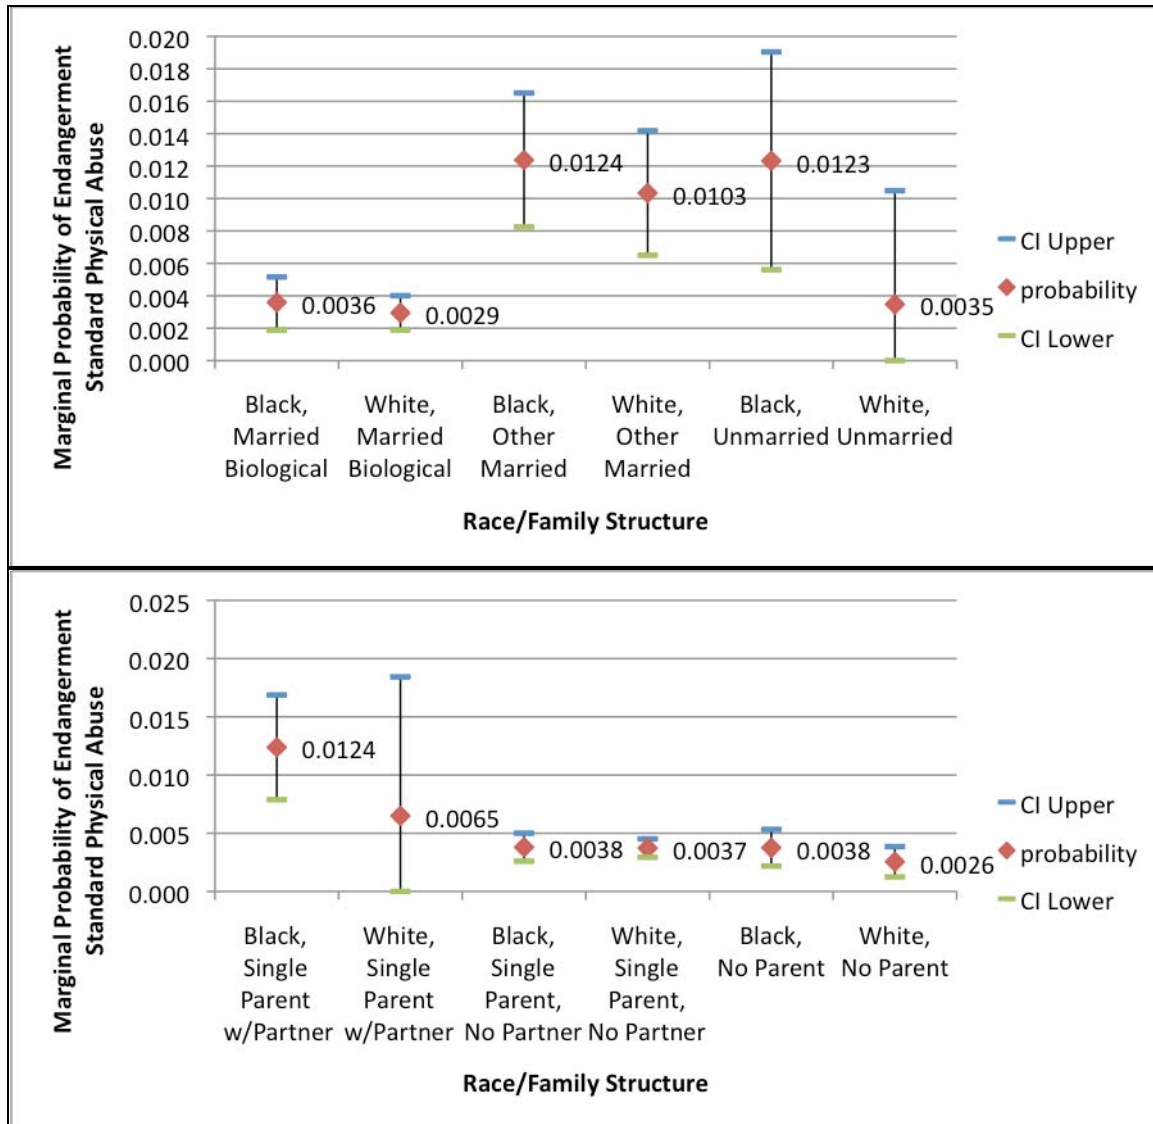 Marginal Probability of Endangerment
Standard Physical Abuse
0.020
0.018
0.016
0.014
0.012
0.010
0.008
0.006
0.004
0.002
0.000
0.0036
0.0029
0.0124
0.0103
0.0123
0.0035
CI Upper
probability
CI Lower
Black,
Married
Biological
White,
Married
Biological
Black,
Other
Married
White,
Other
Married
Black,
Unmarried
White,
Unmarried
Race/Family Structure
Marginal Probability of Endangerment
Standard Physical Abuse
0.025
0.020
0.015
0.010
0.005
0.000
0.0124
0.0065
0.0038
0.0037
0.0038
0.0026
CI Upper
probability
CI Lower
Black,
Single
Parent
w/Partner
White,
Single
Parent
w/Partner
Black,
Single
Parent,
No Partner
White,
Single
Parent,
No Partner
Black,
No Parent
White,
No Parent
Race/Family Structure